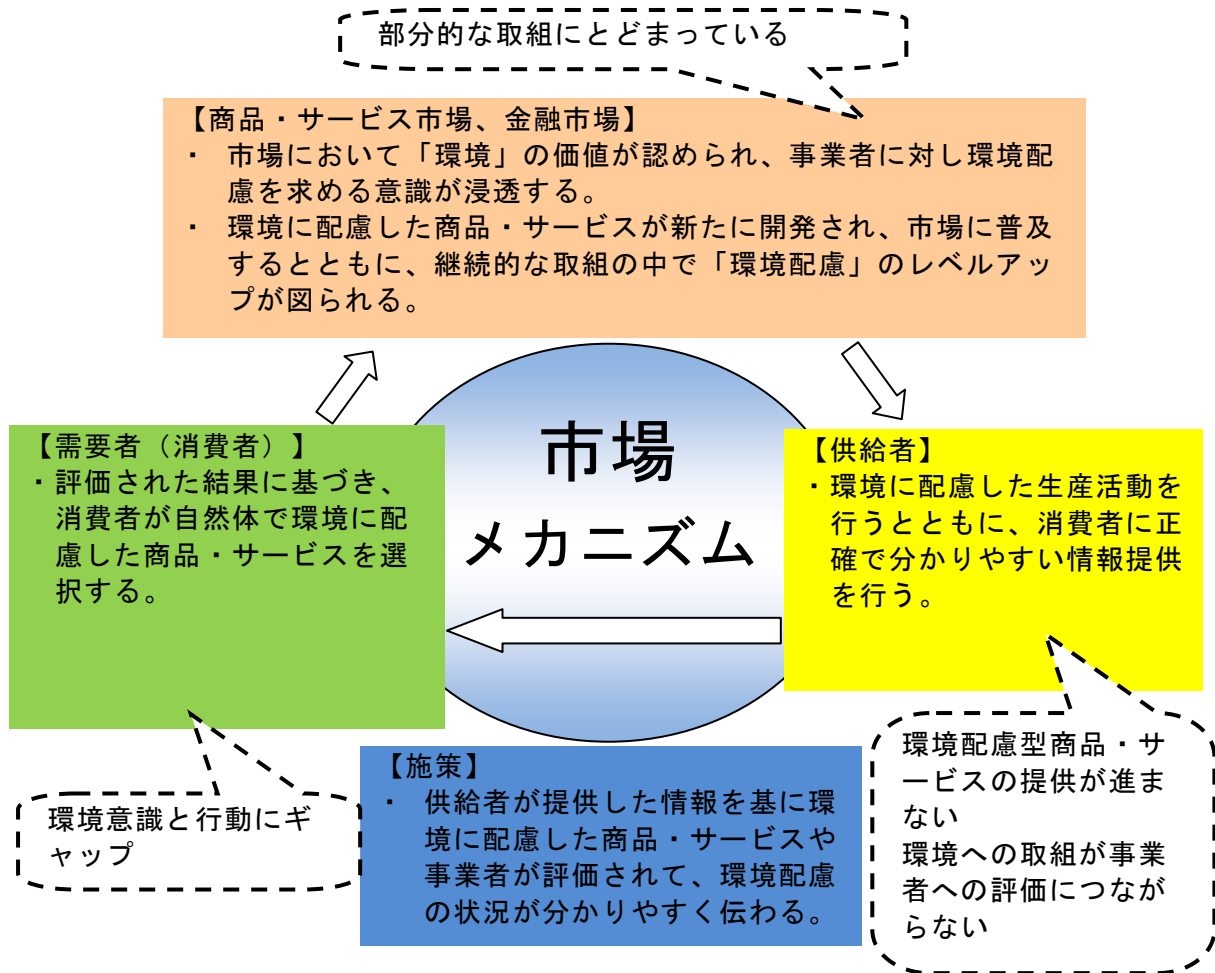 部分的な取組にとどまっている
【商品・サービス市場、金融市場】
・ 市場において「環境」の価値が認められ、事業者に対し環境配
慮を求める意識が浸透する。
・ 環境に配慮した商品・サービスが新たに開発され、市場に普及
するとともに、継続的な取組の中で「環境配慮」のレベルアッ
プが図られる。
市場
メカニズム
【需要者（消費者）】
・評価された結果に基づき、
消費者が自然体で環境に配
慮した商品・サービスを選
択する。
【供給者】
・環境に配慮した生産活動を
行うとともに、消費者に正
確で分かりやすい情報提供
を行う。
環境意識と行動にギ
ャップ
【施策】
・ 供給者が提供した情報を基に環
境に配慮した商品・サービスや
事業者が評価されて、環境配慮
の状況が分かりやすく伝わる。
環境配慮型商品・サ
ービスの提供が進ま
ない
環境への取組が事業
者への評価につなが
らない